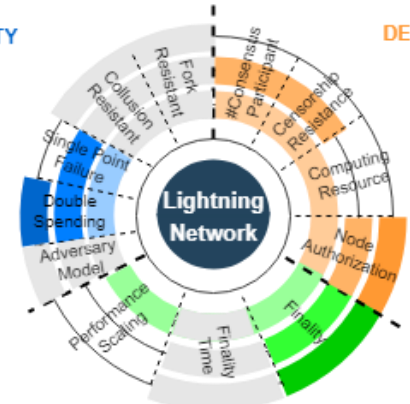 TY
DE
Fork
Resistant
#Consensus
Participant
Censorship
Resistance
Computing
Resource
Node
Authorization
Finality
Finality
Time
Performance
Scaling
Adversary
Model
Double
Spending
Single Point
Failure
Collusion
Resistant
Lightning
Network